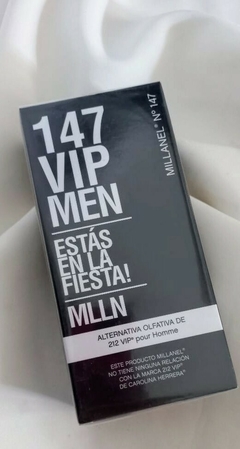 147
VIP
MEN
ESTÁS
EN LA
FIESTA!
MLLN
MILLANEL® Nº 147
ALTERNATIVA OLFATIVA DE
212 VIP® pour Homme
ESTE PRODUCTO MILLANEL®
NO TIENE NINGUNA RELACIÓN
CON LA MARCA 212 VIP®
DE CAROLINA HERRERA®